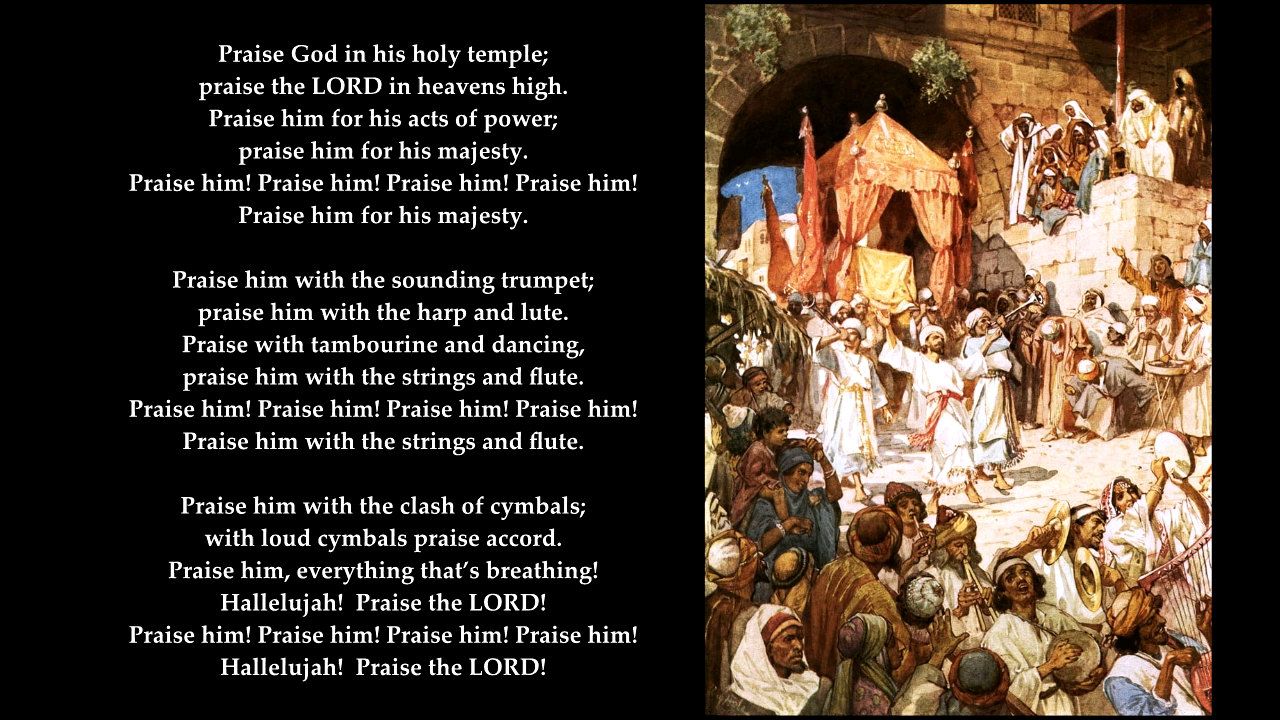 Praise God in his holy temple;
praise the LORD in heavens high.
Praise him for his acts of power;
praise him for his majesty.
Praise him! Praise him! Praise him! Praise him!
Praise him for his majesty.
Praise him with the sounding trumpet;
praise him with the harp and lute.
Praise with tambourine and dancing,
praise him with the strings and flute.
Praise him! Praise him! Praise him! Praise him!
Praise him with the strings and flute.
Praise him with the clash of cymbals;
with loud cymbals praise accord.
Praise him, everything that’s breathing!
Hallelujah!  Praise the LORD!
Praise him! Praise him! Praise him! Praise him!
Hallelujah!  Praise the LORD!